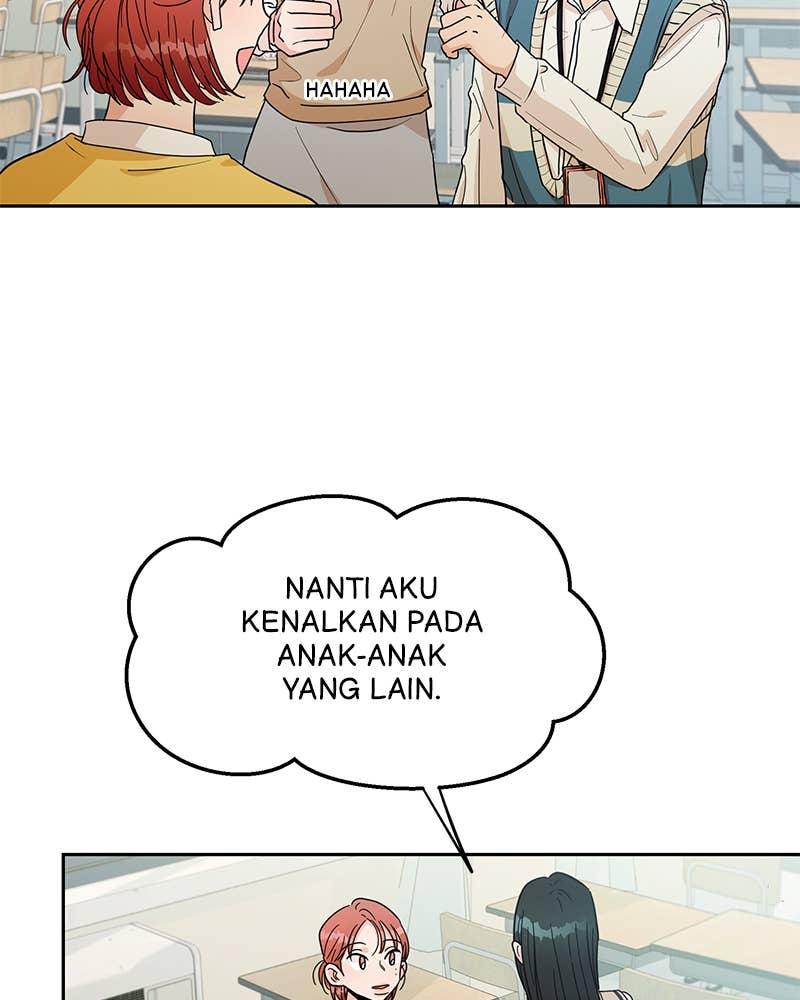 HAHAHA
NANTI AKU
KENALKAN PADA
ANAK-ANAK
YANG LAIN.